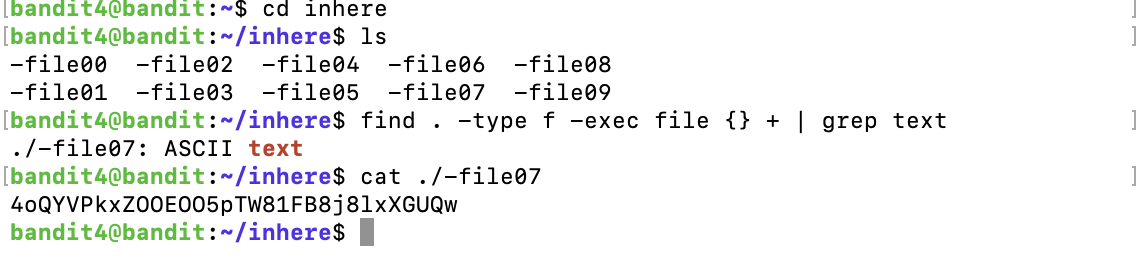 [bandit4@bandit:~$ cd inhere ]
[bandit4@bandit:~/inhere$ ls ]
-file00 -file02 -file04 -file06 -file08
-file01 -file03 -file05 -file07 -file09
[bandit4@bandit:~/inhere$ find . -type f -exec file {} + | grep text ]
./-file07: ASCII text
[bandit4@bandit:~/inhere$ cat ./-file07 ]
4oQYVPkxZOOEOO5pTW81FB8j8lxXGUQw
bandit4@bandit:~/inhere$